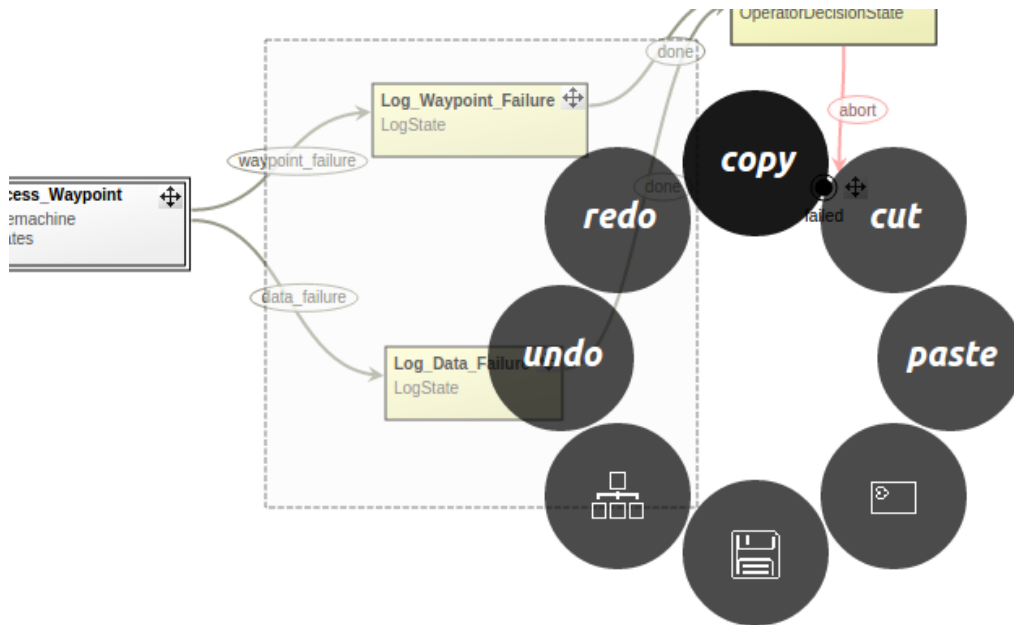 OperatorDecisionState
done
Log_Waypoint_Failure
LogState
abort
waypoint_failure
copy
done
failed
cess_Waypoint
emachine
ates
redo
cut
data_failure
undo
paste
Log_Data_Failure
LogState